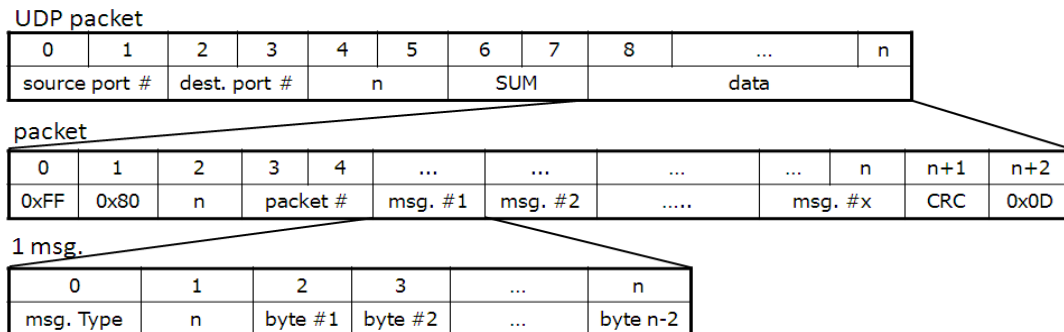 UDP packet
0 1 2 3 4 5 6 7 8 ... n
source port # dest. port # n SUM data
packet
0 1 2 3 4 ... ... ... ... n n+1 n+2
0xFF 0x80 n packet # msg. #1 msg. #2 ..... msg. #x CRC 0x0D
1 msg.
0 1 2 3 ... n
msg. Type n byte #1 byte #2 ... byte n-2